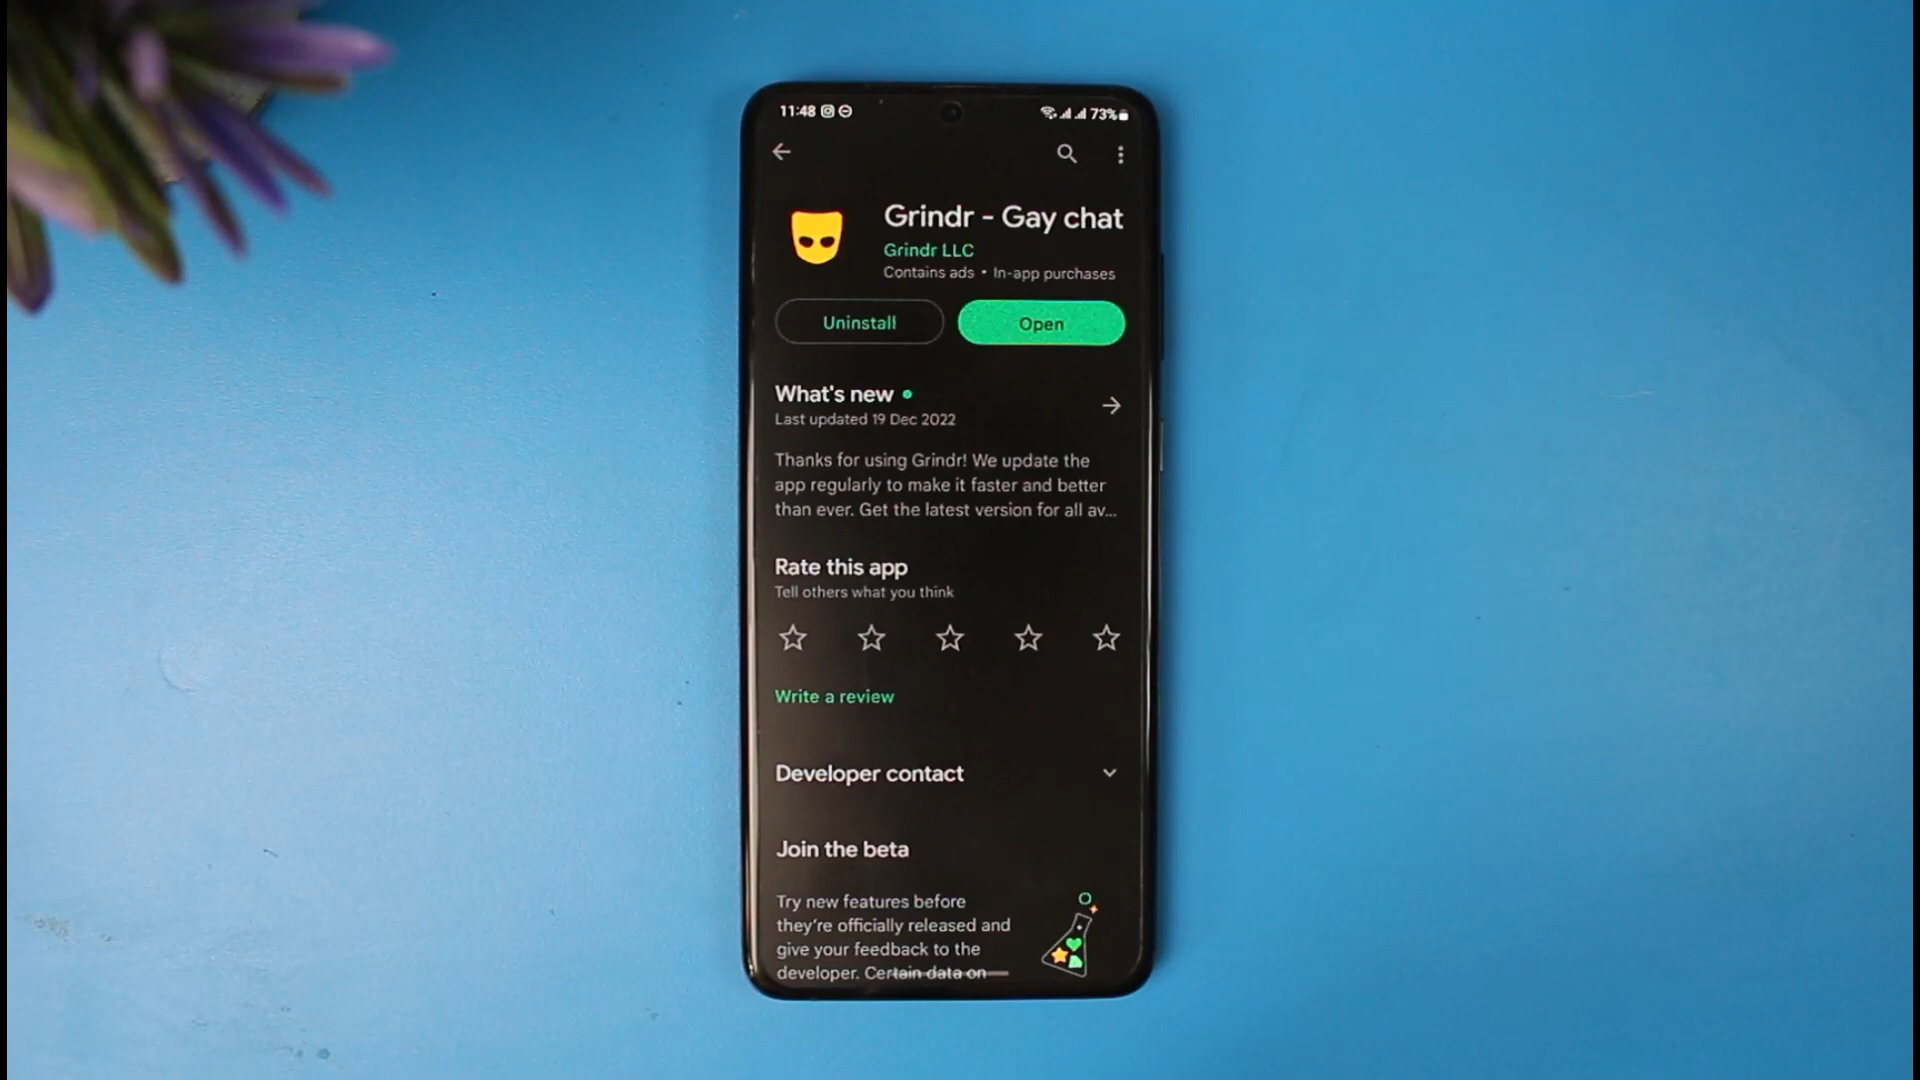 11:48 73%
Grindr - Gay chat
Grindr LLC
Contains ads • In-app purchases
Uninstall Open
What's new
Last updated 19 Dec 2022
Thanks for using Grindr! We update the
app regularly to make it faster and better
than ever. Get the latest version for all av...
Rate this app
Tell others what you think
Write a review
Developer contact
Join the beta
Try new features before
they're officially released and
give your feedback to the
developer. Certain data on